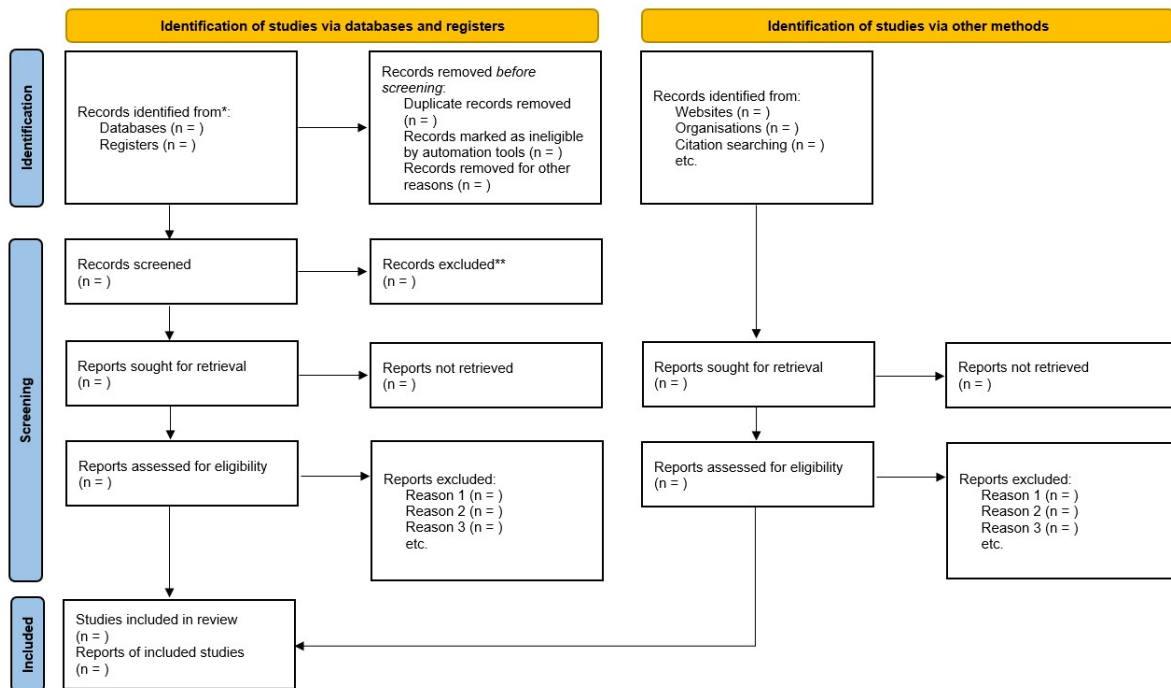 Identification of studies via databases and registers
Identification of studies via other methods
Identification
Records identified from*:
Databases (n = )
Registers (n = )
Records removed before
screening:
Duplicate records removed
(n = )
Records marked as ineligible
by automation tools (n = )
Records removed for other
reasons (n = )
Records identified from:
Websites (n = )
Organisations (n = )
Citation searching (n = )
etc.
Screening
Records screened
(n = )
Records excluded**
(n = )
Reports sought for retrieval
(n = )
Reports not retrieved
(n = )
Reports sought for retrieval
(n = )
Reports not retrieved
(n = )
Reports assessed for eligibility
(n = )
Reports excluded:
Reason 1 (n = )
Reason 2 (n = )
Reason 3 (n = )
etc.
Reports assessed for eligibility
(n = )
Reports excluded:
Reason 1 (n = )
Reason 2 (n = )
Reason 3 (n = )
etc.
Included
Studies included in review
(n = )
Reports of included studies
(n = )